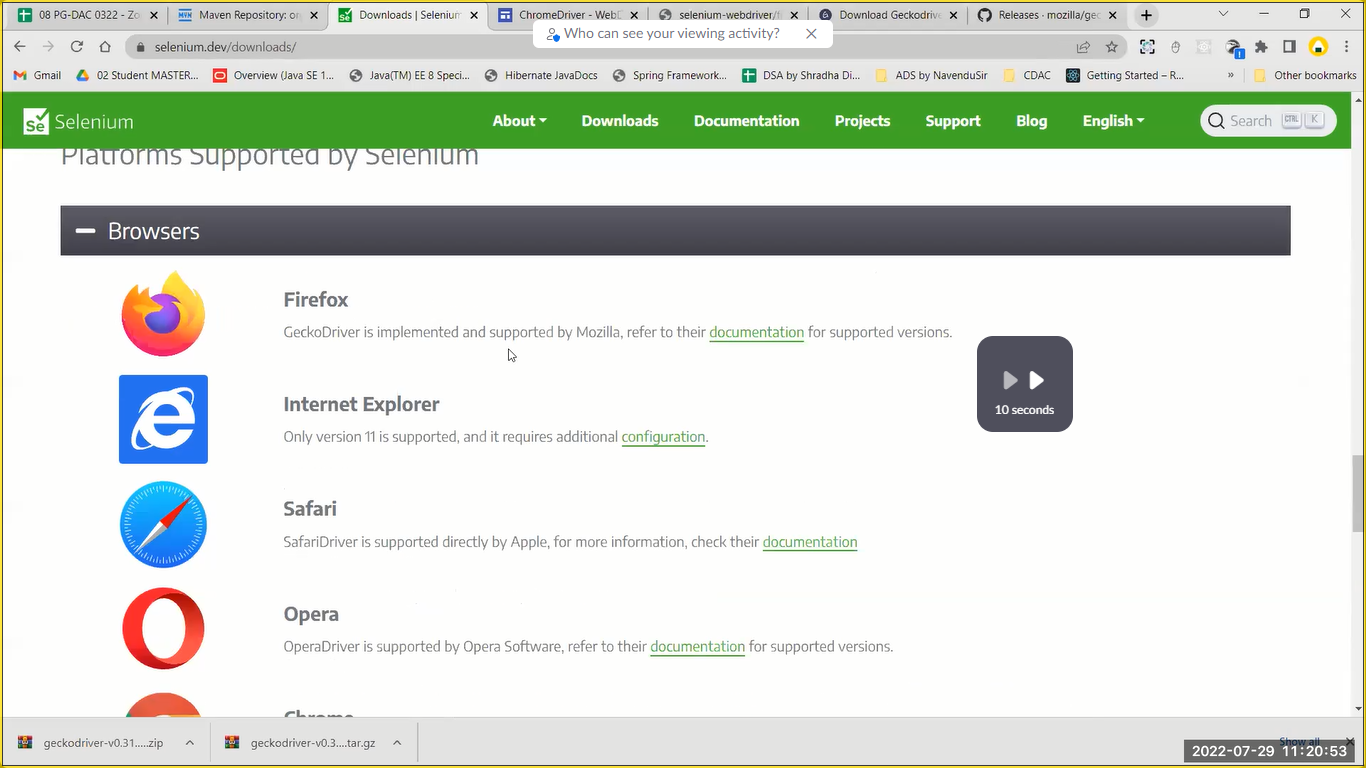 08 PG-DAC 0322 - Zo
Maven Repository: or
Downloads | Selenium
ChromeDriver - WebD
selenium-webdriver/fi
Download Geckodrive
Releases · mozilla/gec
Who can see your viewing activity?
selenium.dev/downloads/
Gmail
02 Student MASTER...
Overview (Java SE 1...
Java(TM) EE 8 Speci...
Hibernate JavaDocs
Spring Framework...
DSA by Shradha Di...
ADS by NavenduSir
CDAC
Getting Started – R...
»
Other bookmarks
Se Selenium
About
Downloads
Documentation
Projects
Support
Blog
English
Search CTRL K
Platforms Supported by Selenium
Browsers
Firefox
GeckoDriver is implemented and supported by Mozilla, refer to their documentation for supported versions.
10 seconds
Internet Explorer
Only version 11 is supported, and it requires additional configuration.
Safari
SafariDriver is supported directly by Apple, for more information, check their documentation
Opera
OperaDriver is supported by Opera Software, refer to their documentation for supported versions.
Chrome
geckodriver-v0.31....zip
geckodriver-v0.3....tar.gz
Show all
2022-07-29 11:20:53